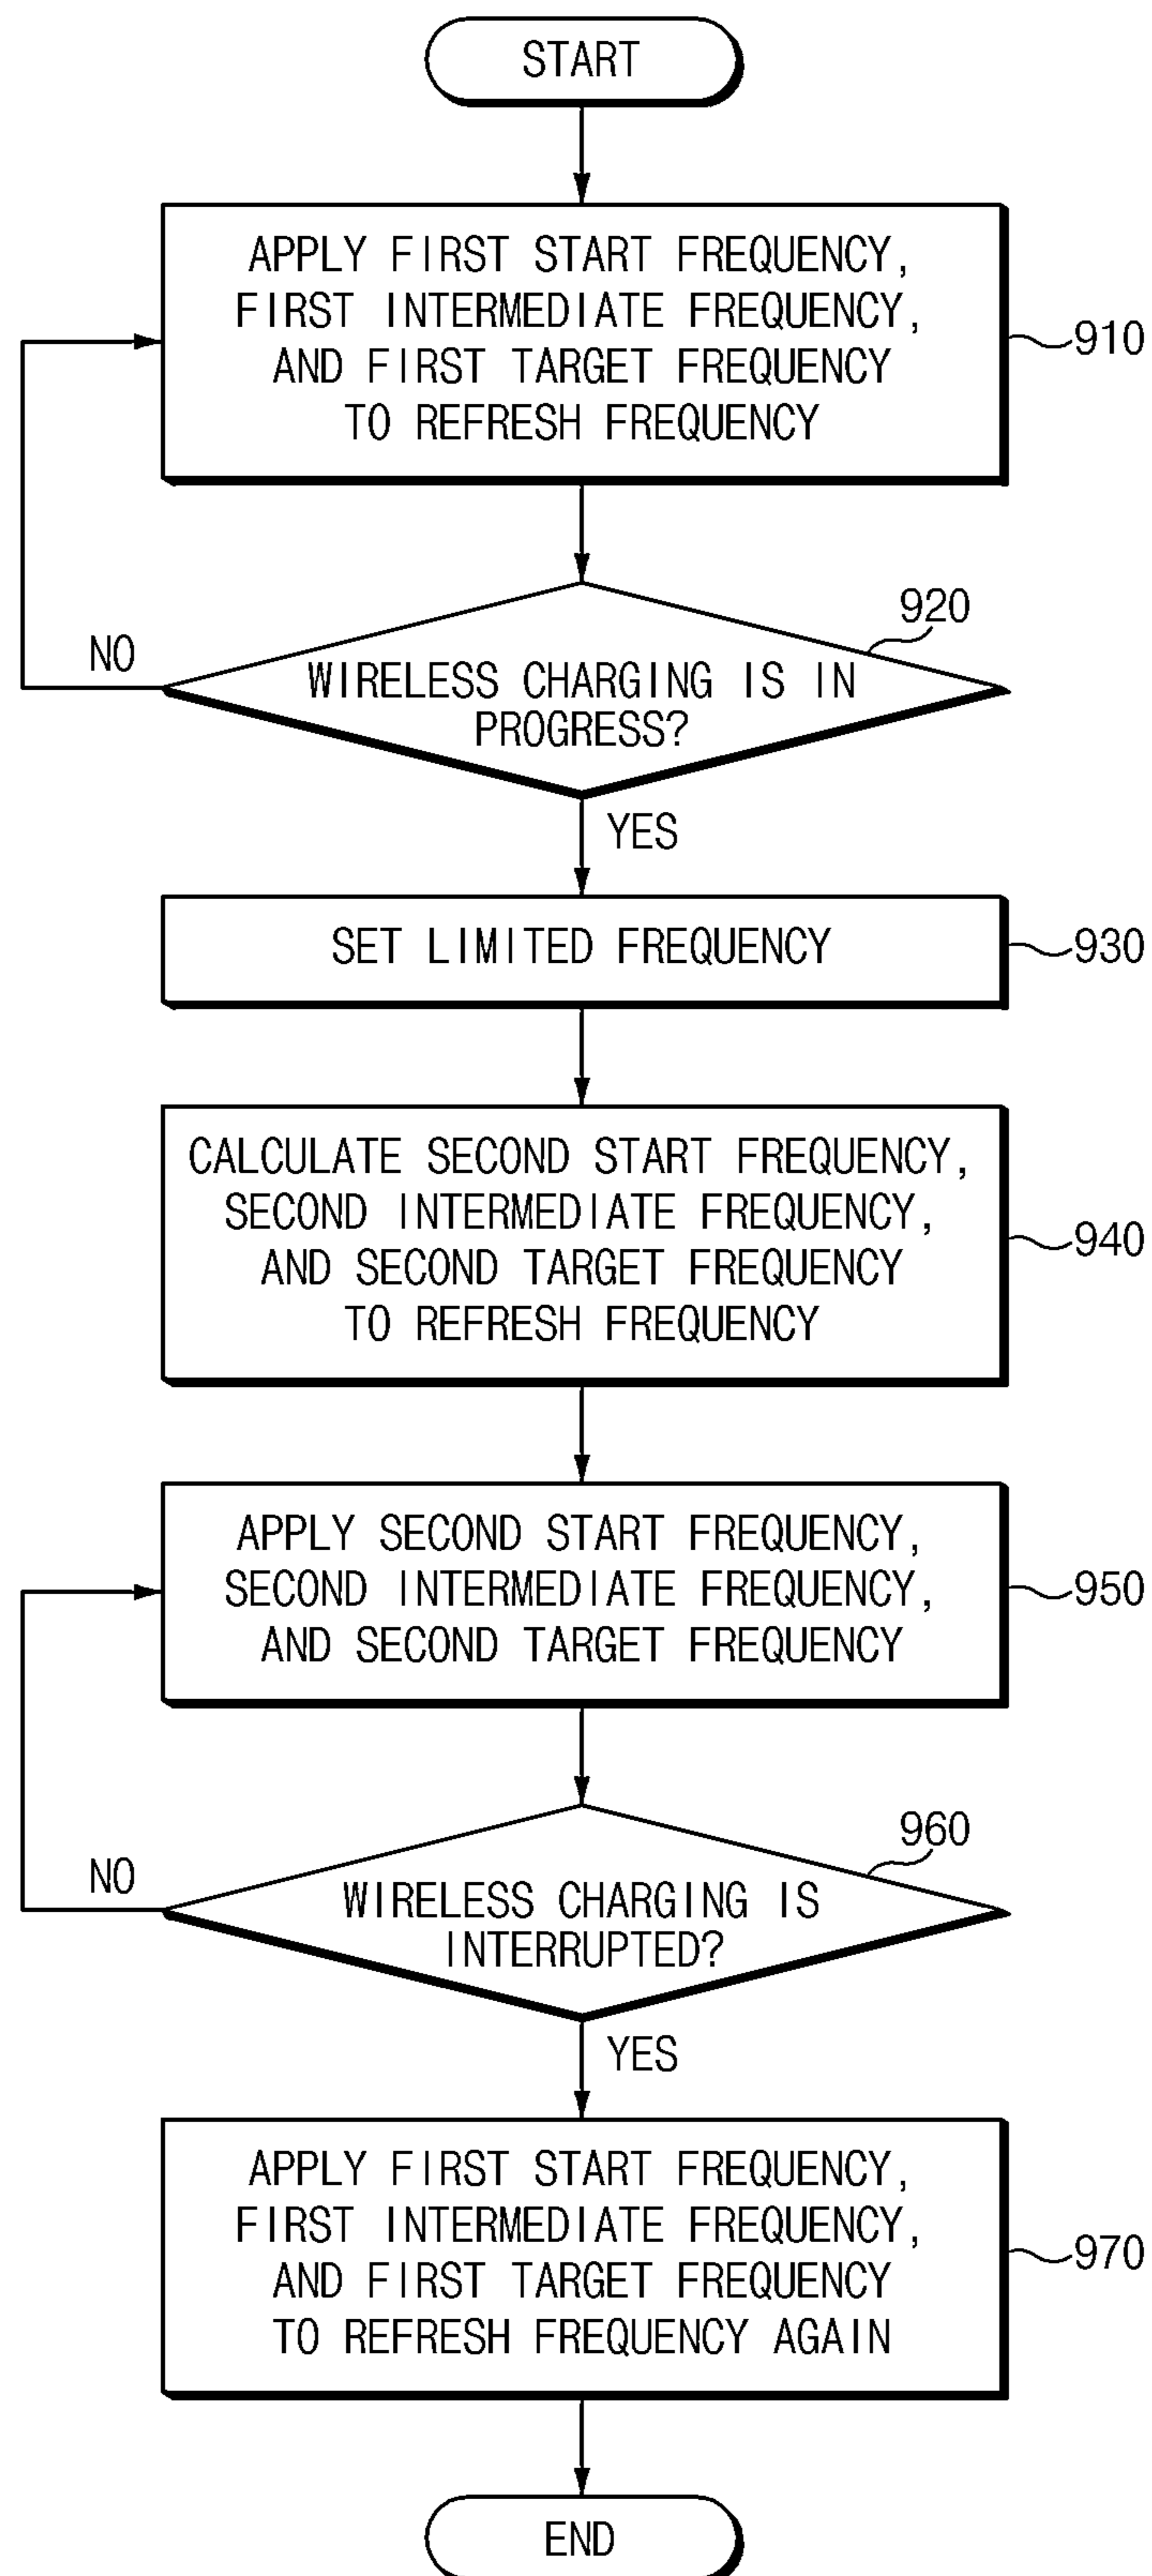 START
APPLY FIRST START FREQUENCY,
FIRST INTERMEDIATE FREQUENCY,
AND FIRST TARGET FREQUENCY
TO REFRESH FREQUENCY
910
920
NO
WIRELESS CHARGING IS IN
PROGRESS?
YES
SET LIMITED FREQUENCY
930
CALCULATE SECOND START FREQUENCY,
SECOND INTERMEDIATE FREQUENCY,
AND SECOND TARGET FREQUENCY
TO REFRESH FREQUENCY
940
APPLY SECOND START FREQUENCY,
SECOND INTERMEDIATE FREQUENCY,
AND SECOND TARGET FREQUENCY
950
960
NO
WIRELESS CHARGING IS
INTERRUPTED?
YES
APPLY FIRST START FREQUENCY,
FIRST INTERMEDIATE FREQUENCY,
AND FIRST TARGET FREQUENCY
TO REFRESH FREQUENCY AGAIN
970
END